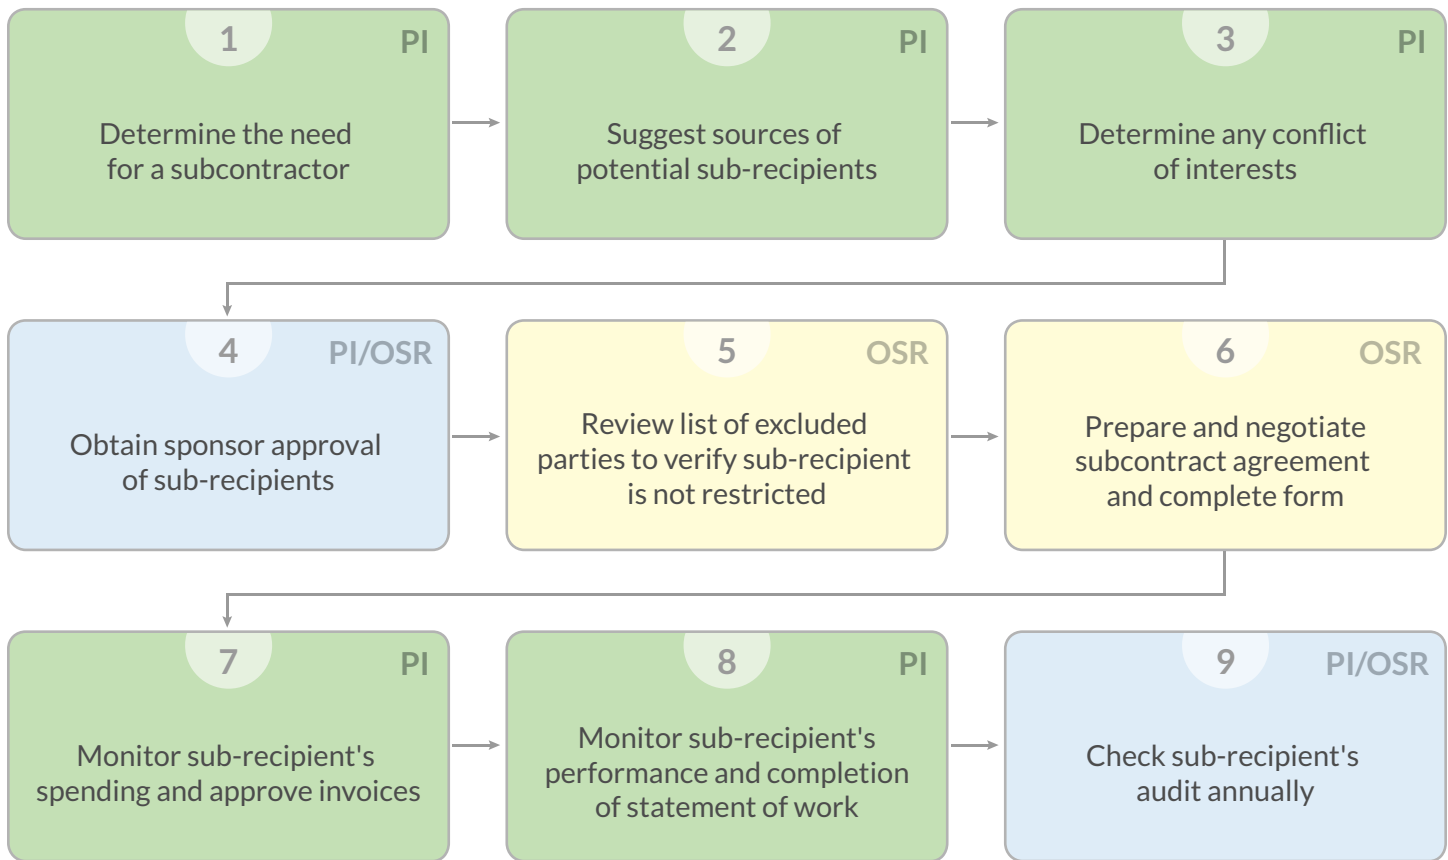 1
PI
Determine the need
for a subcontractor
2
PI
Suggest sources of
potential sub-recipients
3
PI
Determine any conflict
of interests
4
PI/OSR
Obtain sponsor approval
of sub-recipients
5
OSR
Review list of excluded
parties to verify sub-recipient
is not restricted
6
OSR
Prepare and negotiate
subcontract agreement
and complete form
7
PI
Monitor sub-recipient's
spending and approve invoices
8
PI
Monitor sub-recipient's
performance and completion
of statement of work
9
PI/OSR
Check sub-recipient's
audit annually